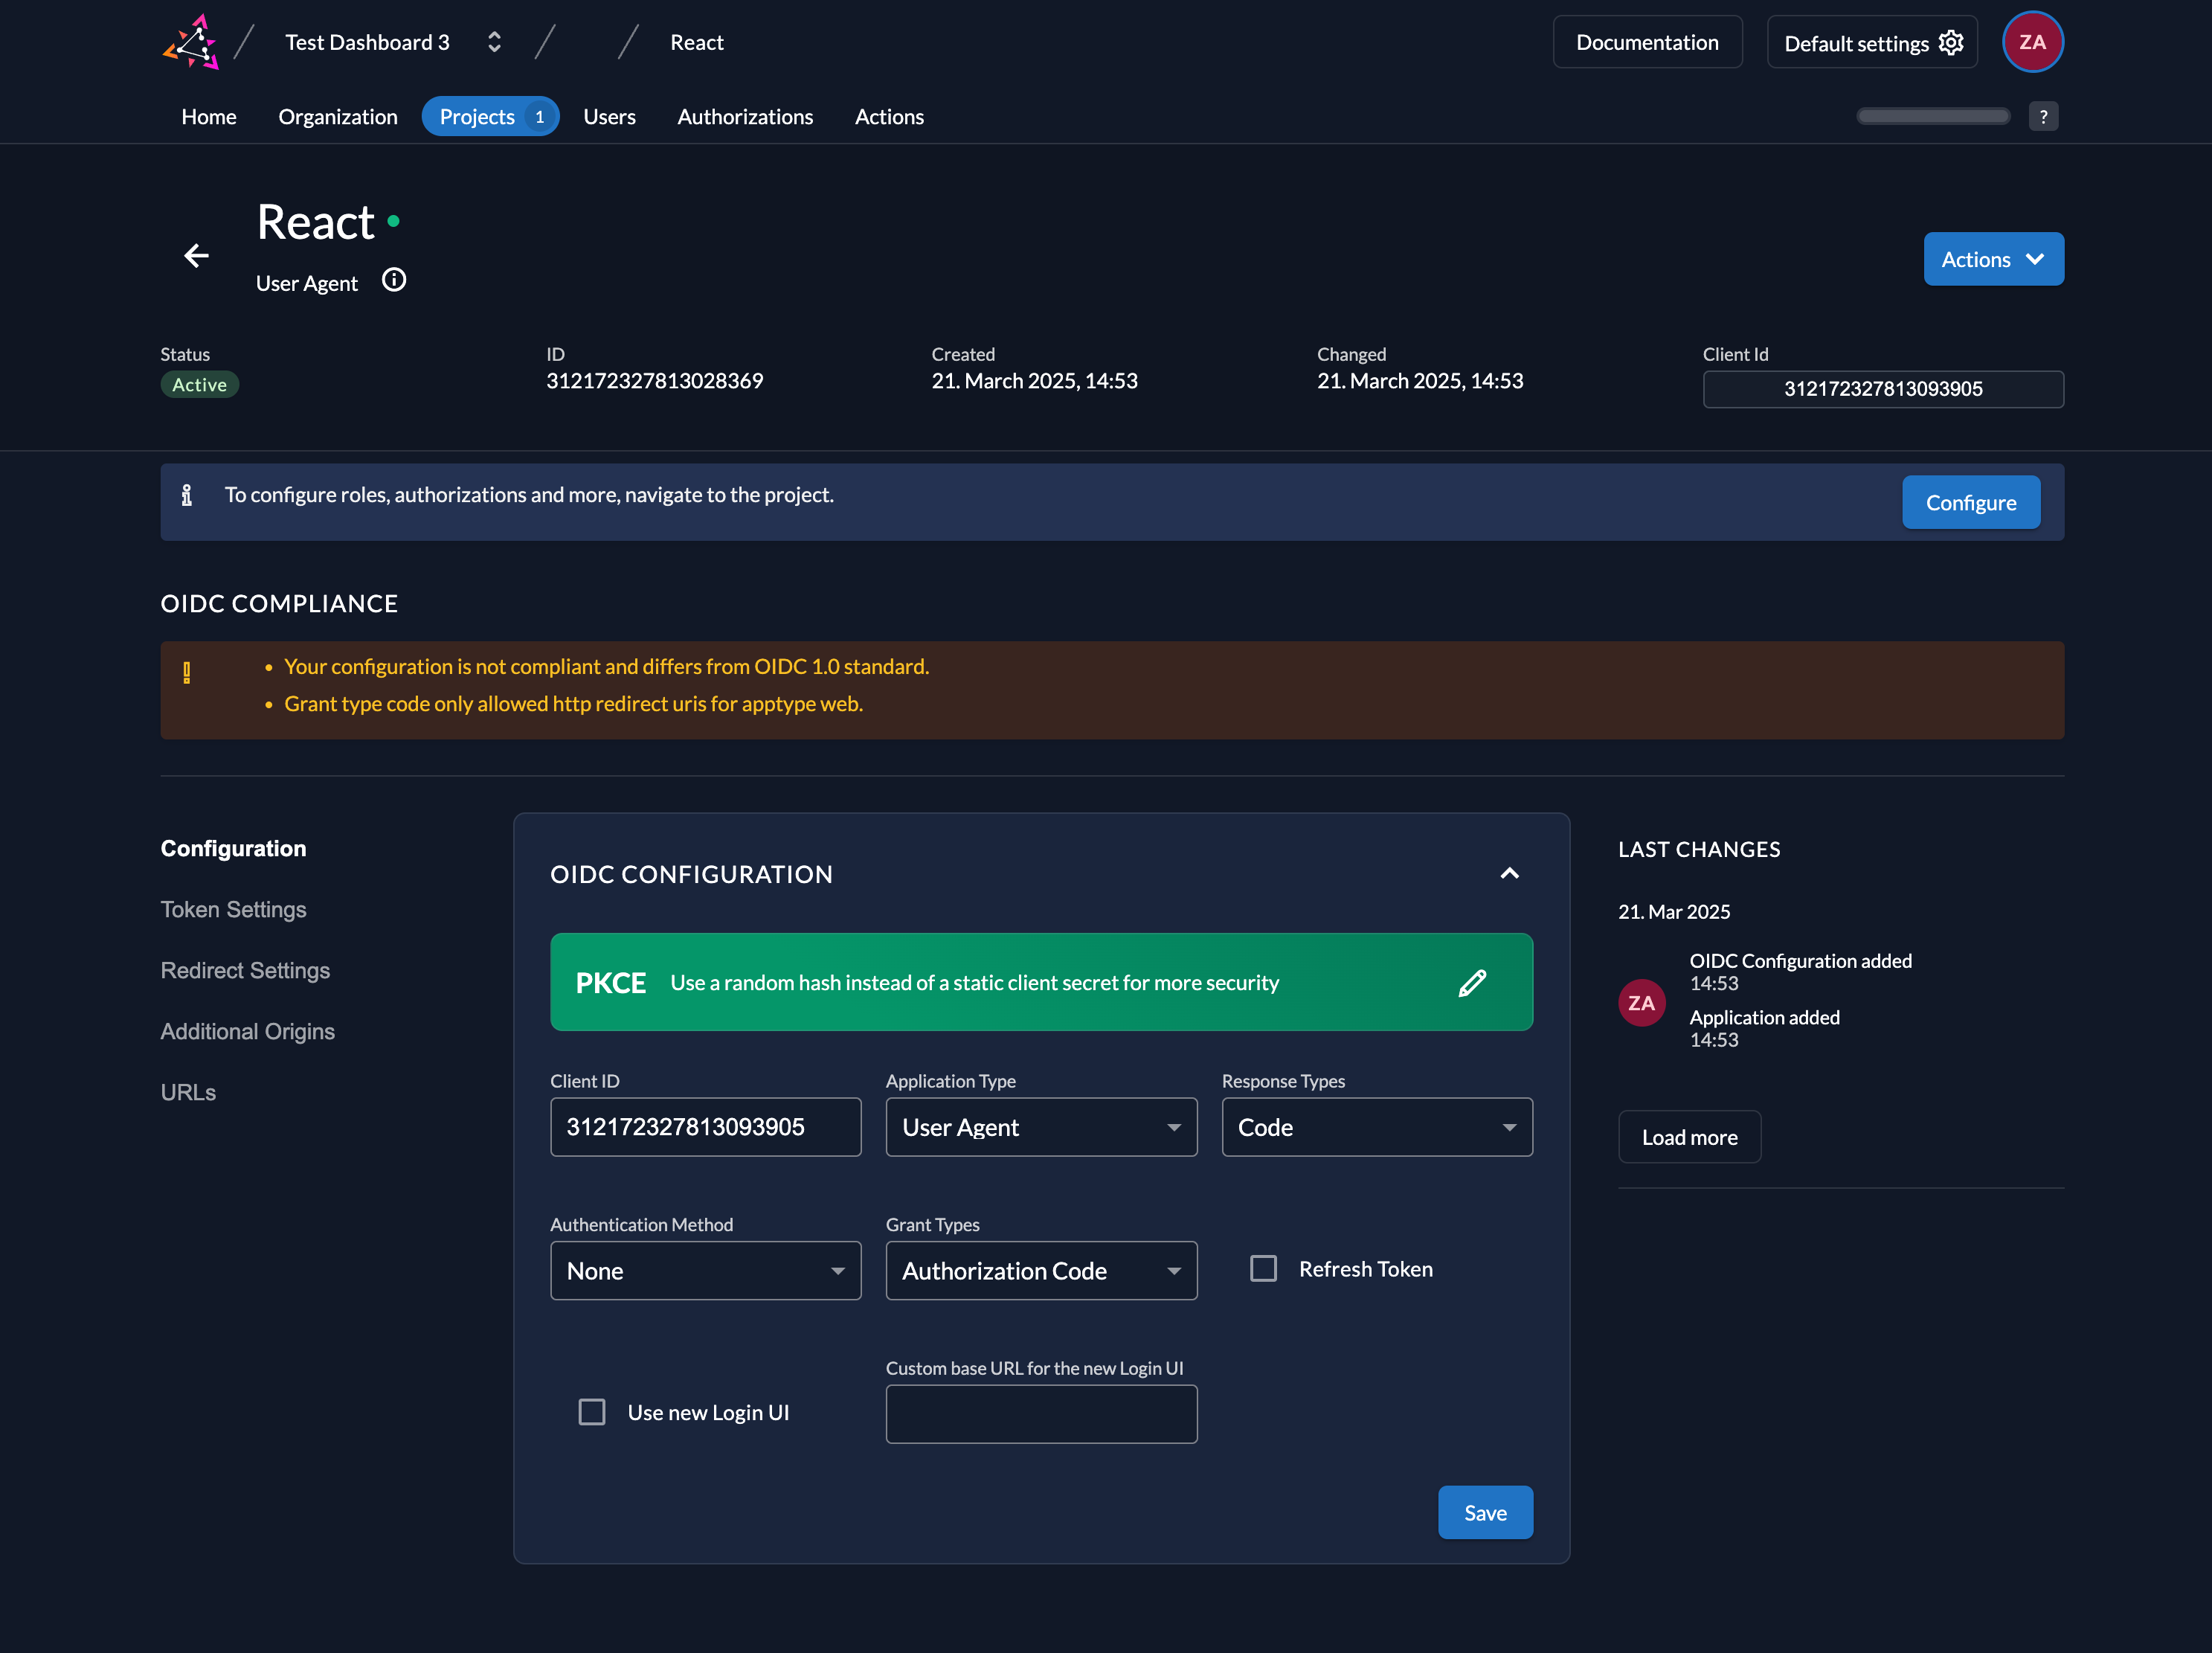 Test Dashboard 3
React
Documentation
Default settings
ZA
Home
Organization
Projects 1
Users
Authorizations
Actions
?
React
User Agent
Actions
Status
Active
ID
312172327813028369
Created
21. March 2025, 14:53
Changed
21. March 2025, 14:53
Client Id
312172327813093905
To configure roles, authorizations and more, navigate to the project.
Configure
OIDC COMPLIANCE
Your configuration is not compliant and differs from OIDC 1.0 standard.
Grant type code only allowed http redirect uris for apptype web.
Configuration
Token Settings
Redirect Settings
Additional Origins
URLs
OIDC CONFIGURATION
PKCE Use a random hash instead of a static client secret for more security
Client ID
312172327813093905
Application Type
User Agent
Response Types
Code
Authentication Method
None
Grant Types
Authorization Code
Refresh Token
Use new Login UI
Custom base URL for the new Login UI
Save
LAST CHANGES
21. Mar 2025
ZA
OIDC Configuration added
14:53
Application added
14:53
Load more